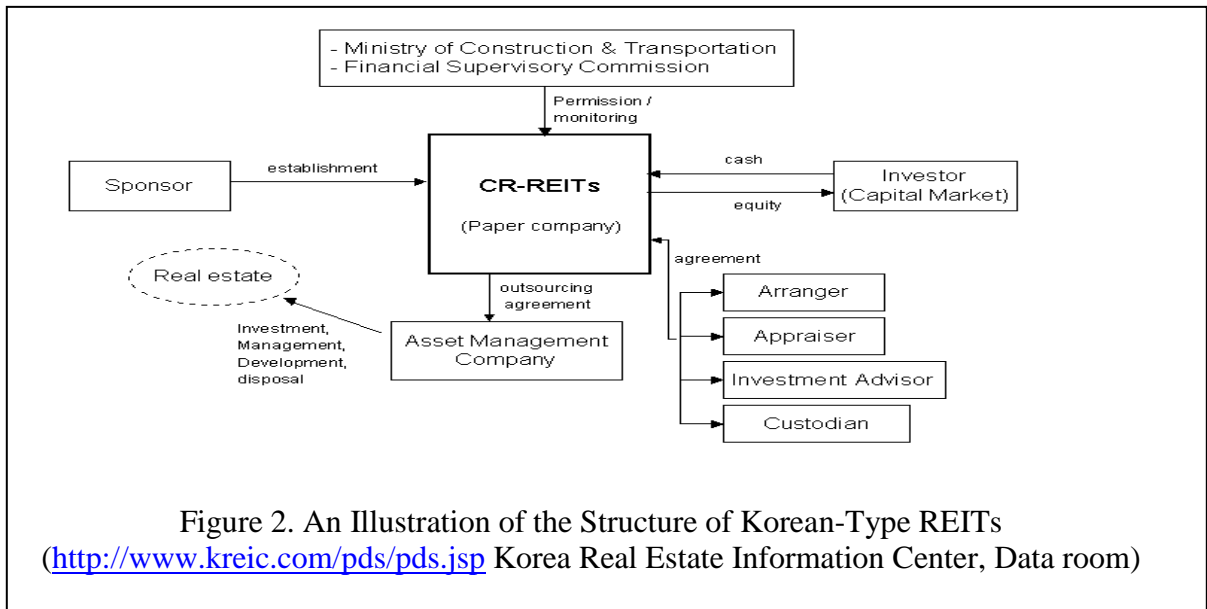 - Ministry of Construction & Transportation
- Financial Supervisory Commission
Permission /
monitoring
Sponsor
establishment
CR-REITs
(Paper company)
cash
equity
Investor
(Capital Market)
Real estate
outsourcing
agreement
agreement
Investment,
Management,
Development,
disposal
Asset Management
Company
Arranger
Appraiser
Investment Advisor
Custodian
Figure 2. An Illustration of the Structure of Korean-Type REITs
(http://www.kreic.com/pds/pds.jsp Korea Real Estate Information Center, Data room)